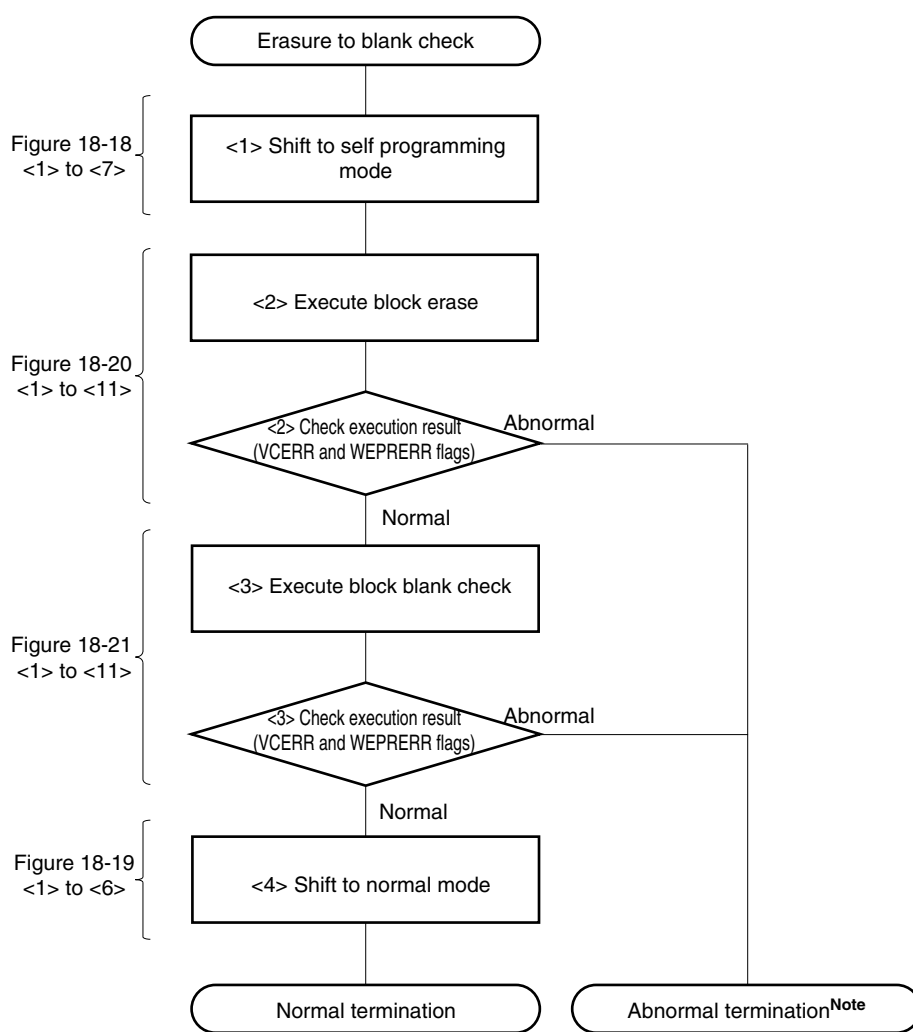 Erasure to blank check
Figure 18-18
<1> to <7>
<1> Shift to self programming
mode
Figure 18-20
<1> to <11>
<2> Execute block erase
<2> Check execution result
(VCERR and WEPRERR flags)
Abnormal
Normal
Figure 18-21
<1> to <11>
<3> Execute block blank check
<3> Check execution result
(VCERR and WEPRERR flags)
Abnormal
Normal
Figure 18-19
<1> to <6>
<4> Shift to normal mode
Normal termination
Abnormal terminationNote